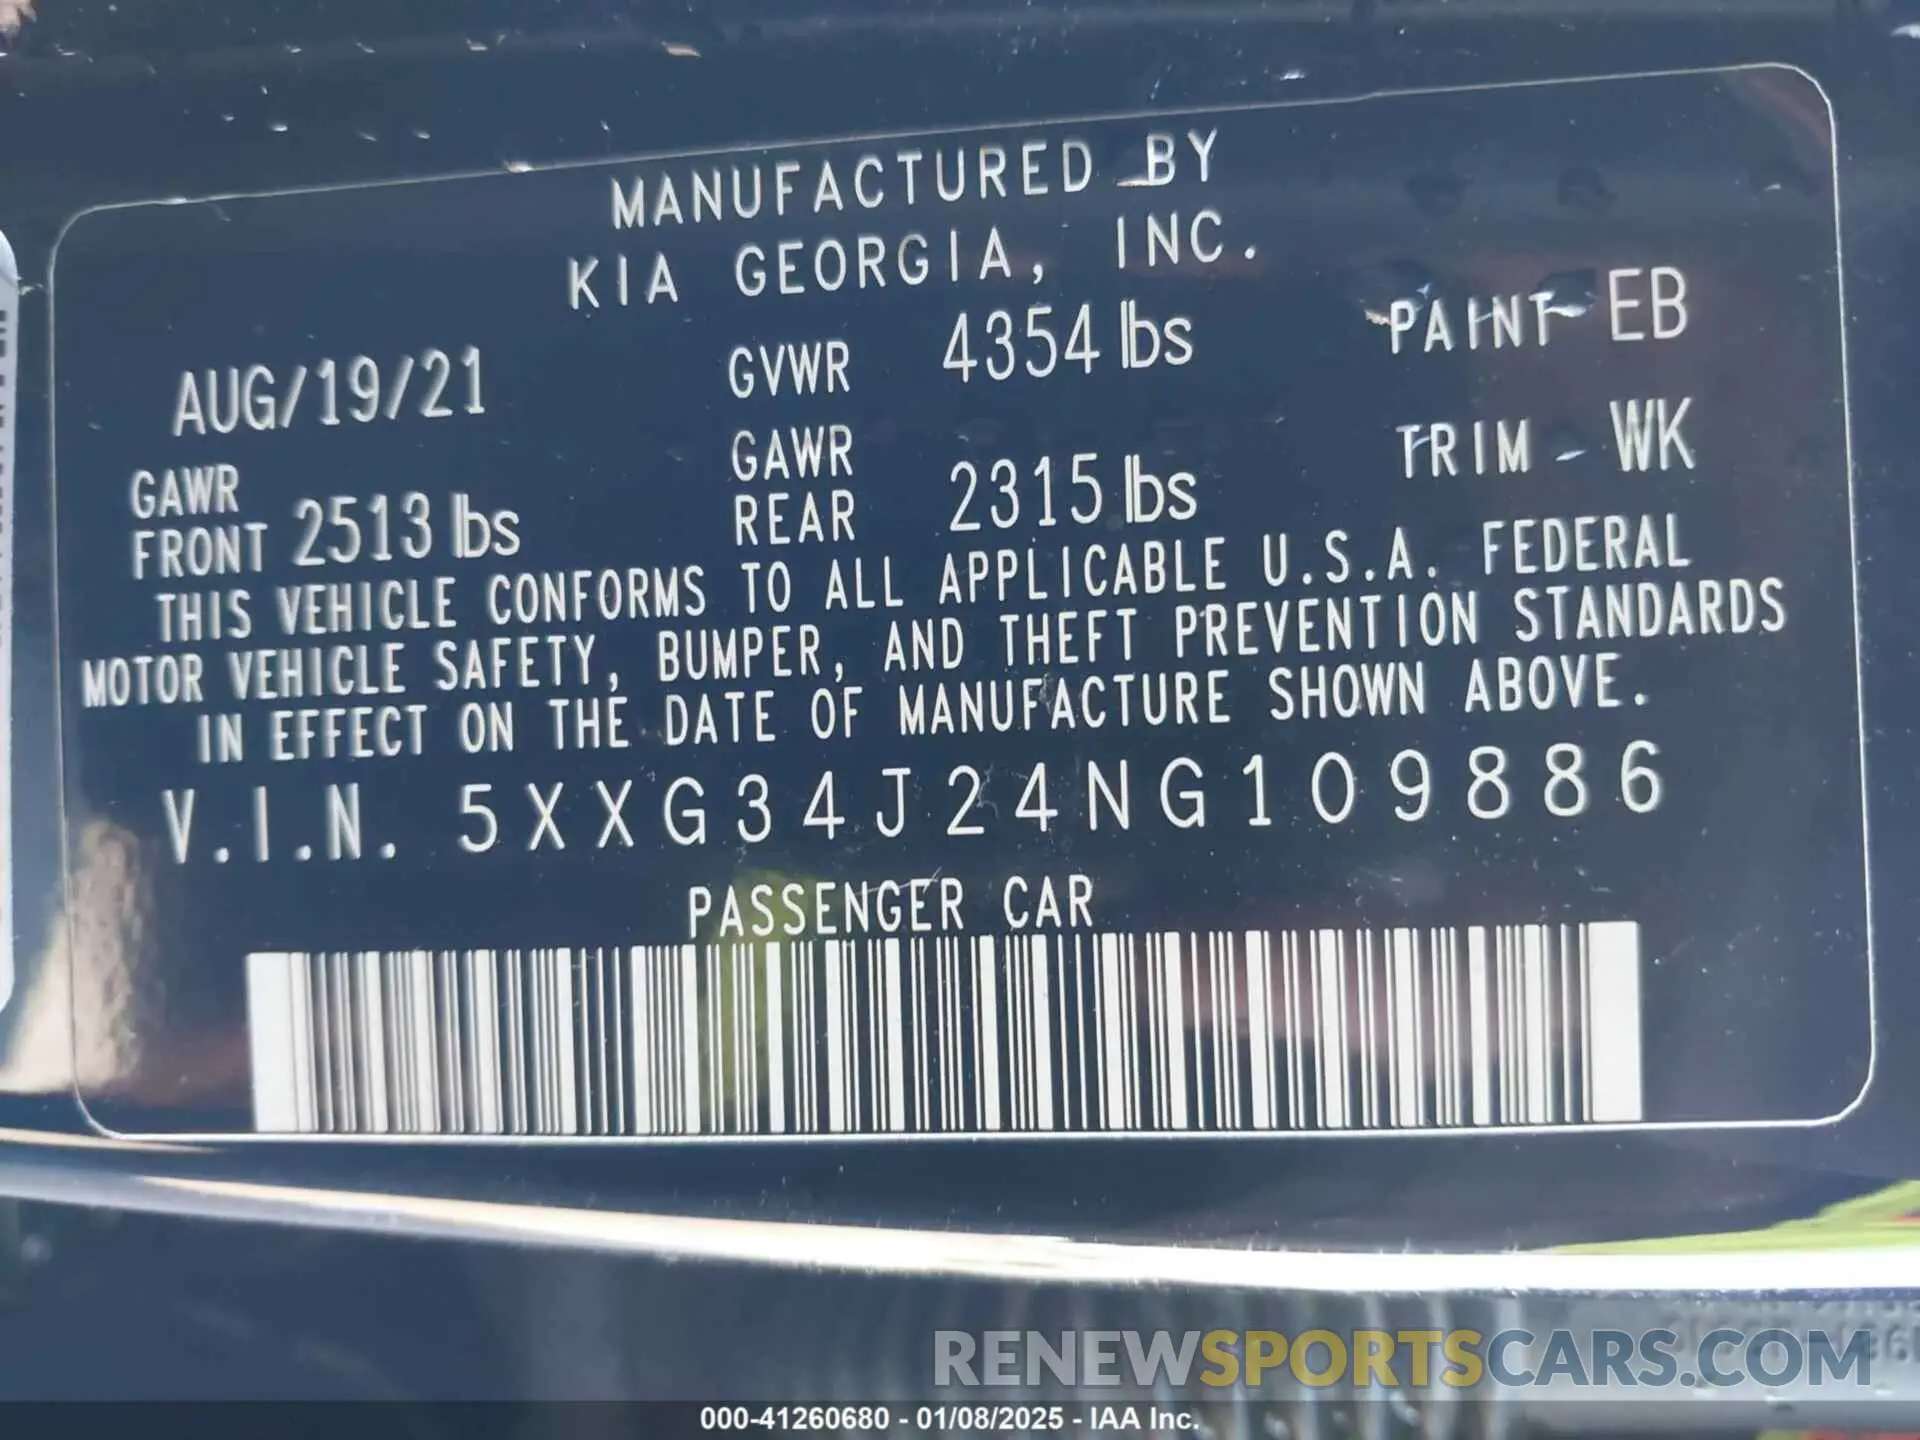 MANUFACTURED BY
KIA GEORGIA, INC.
AUG/19/21 GVWR 4354 lbs PAINT EB
GAWR FRONT 2513 lbs GAWR REAR 2315 lbs TRIM - WK
THIS VEHICLE CONFORMS TO ALL APPLICABLE U.S.A. FEDERAL
MOTOR VEHICLE SAFETY, BUMPER, AND THEFT PREVENTION STANDARDS
IN EFFECT ON THE DATE OF MANUFACTURE SHOWN ABOVE.
V.I.N. 5XXG34J24NG109886
PASSENGER CAR
RENEWSPORTSCARS.COM
000-41260680 - 01/08/2025 - IAA Inc.